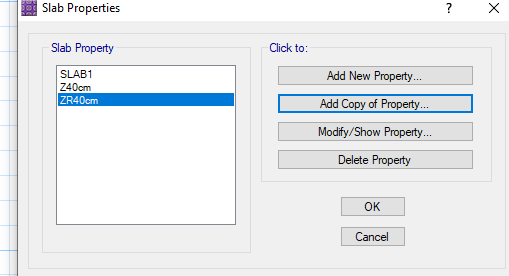 Slab Properties
?
Slab Property
SLAB1
Z40cm
ZR40cm
Click to:
Add New Property...
Add Copy of Property...
Modify/Show Property...
Delete Property
OK
Cancel